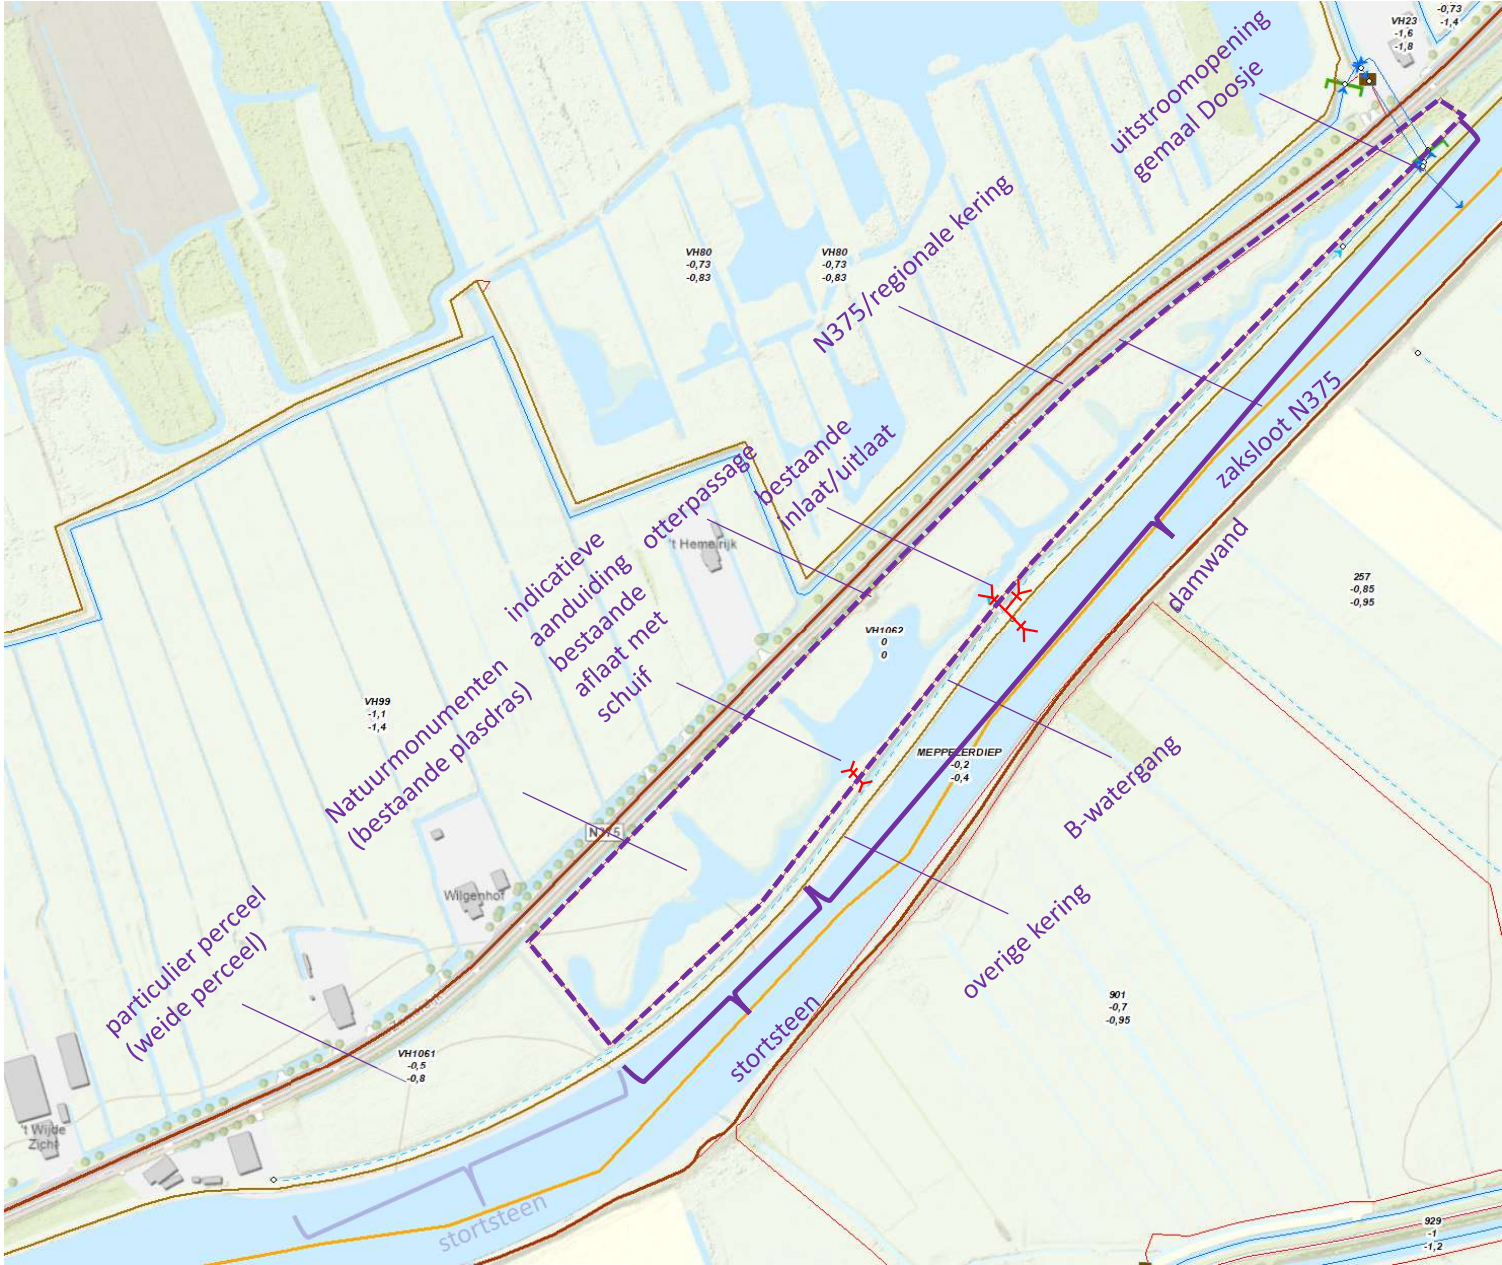 -0,73
-1,4
VH23
-1,6
-1,8
uitstroomopening
gemaal Doosje
N375/regionale kering
VH80
-0,73
-0,83
VH80
-0,73
-0,83
zaksloot N375
bestaande
inlaat/uitlaat
otterpassage
't Hemelrijk
indicatieve
aanduiding
bestaande
aflaat met
schuif
damwand
257
-0,85
-0,95
VH1062
0
0
Natuurmonumenten
(bestaande plasdras)
VH99
-1,1
-1,4
MEPPELERDIEP
-0,2
-0,4
B-watergang
N375
Wilgenhof
overige kering
particulier perceel
(weide perceel)
901
-0,7
-0,95
stortsteen
VH1061
-0,5
-0,8
't Wijde
Zicht
stortsteen
929
-1
-1,2